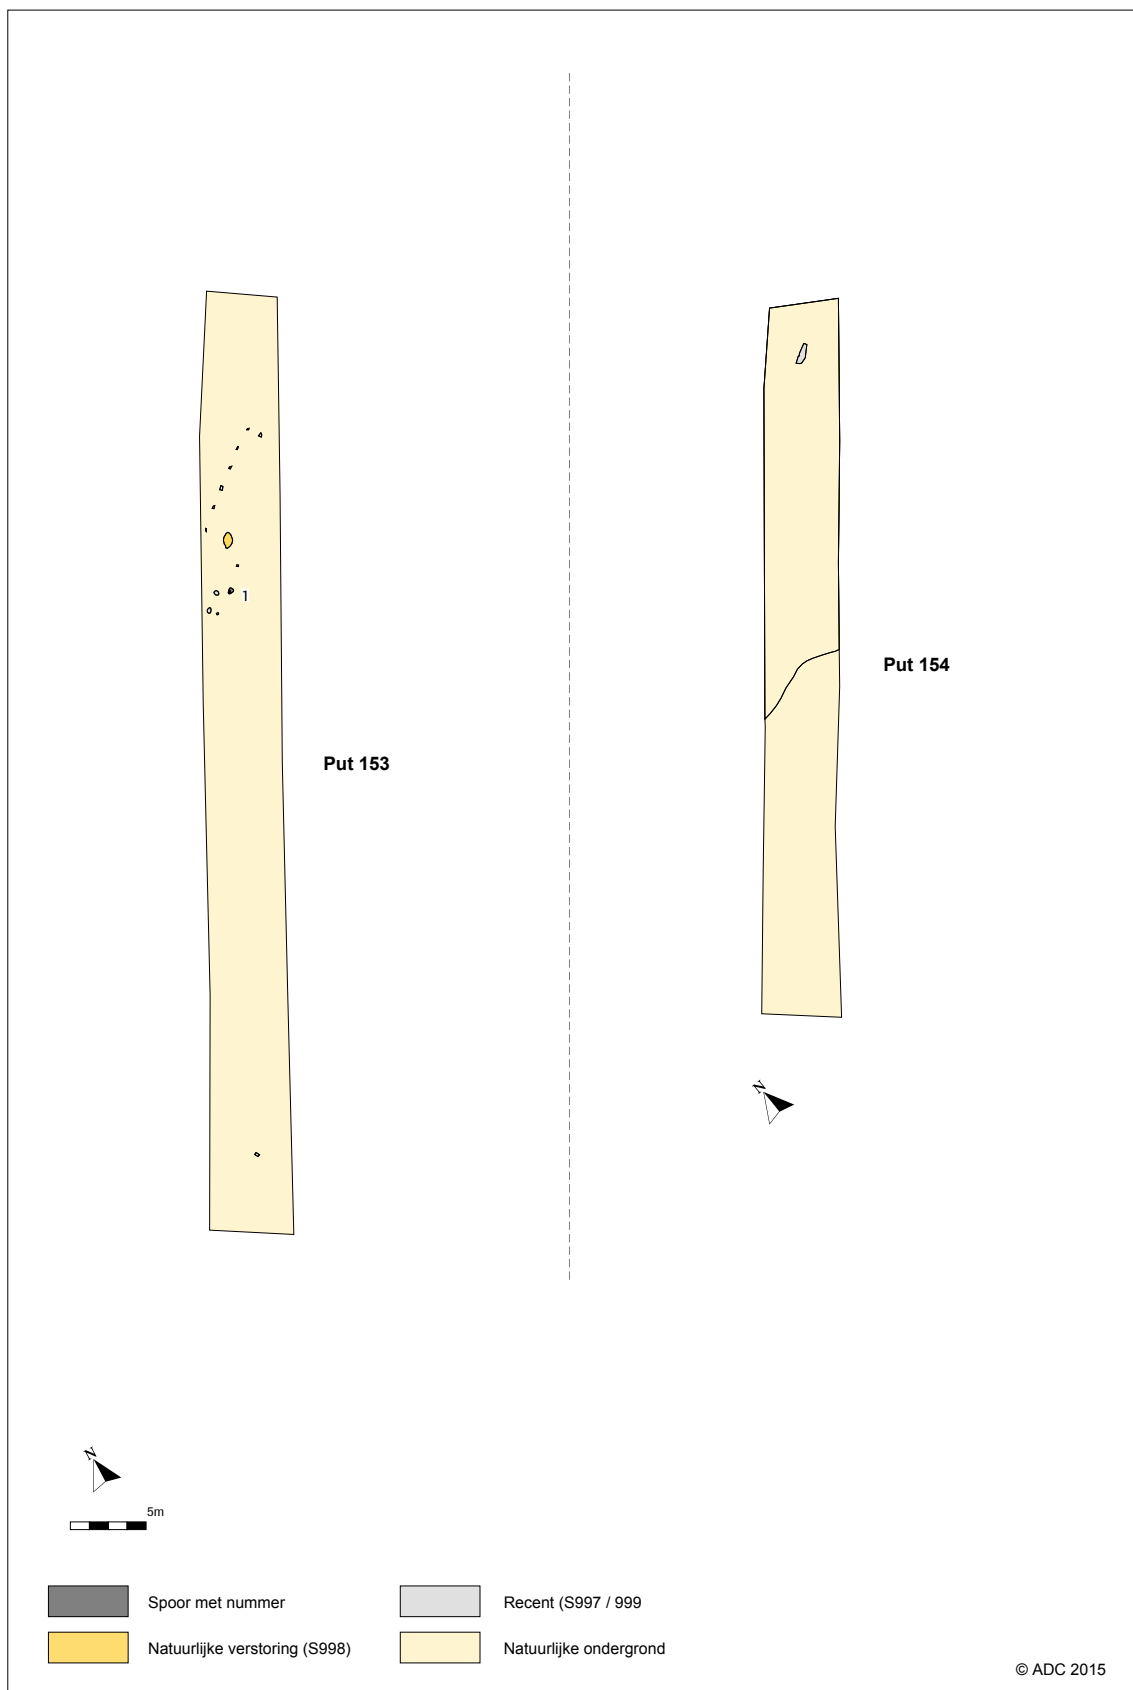 1
Put 154
Put 153
N
N
5m
Spoor met nummer
Recent (S997 / 999
Natuurlijke verstoring (S998)
Natuurlijke ondergrond
© ADC 2015